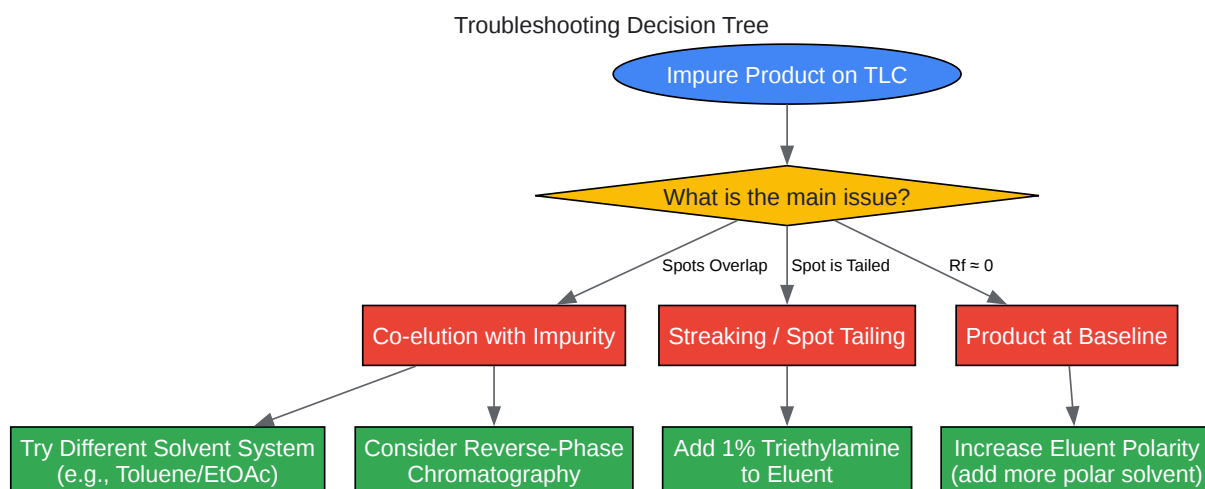 Troubleshooting Decision Tree
Impure Product on TLC
What is the main issue?
Spots Overlap
Spot is Tailed
Rf ≈ 0
Co-elution with Impurity
Streaking / Spot Tailing
Product at Baseline
Try Different Solvent System
(e.g., Toluene/EtOAc)
Consider Reverse-Phase
Chromatography
Add 1% Triethylamine
to Eluent
Increase Eluent Polarity
(add more polar solvent)